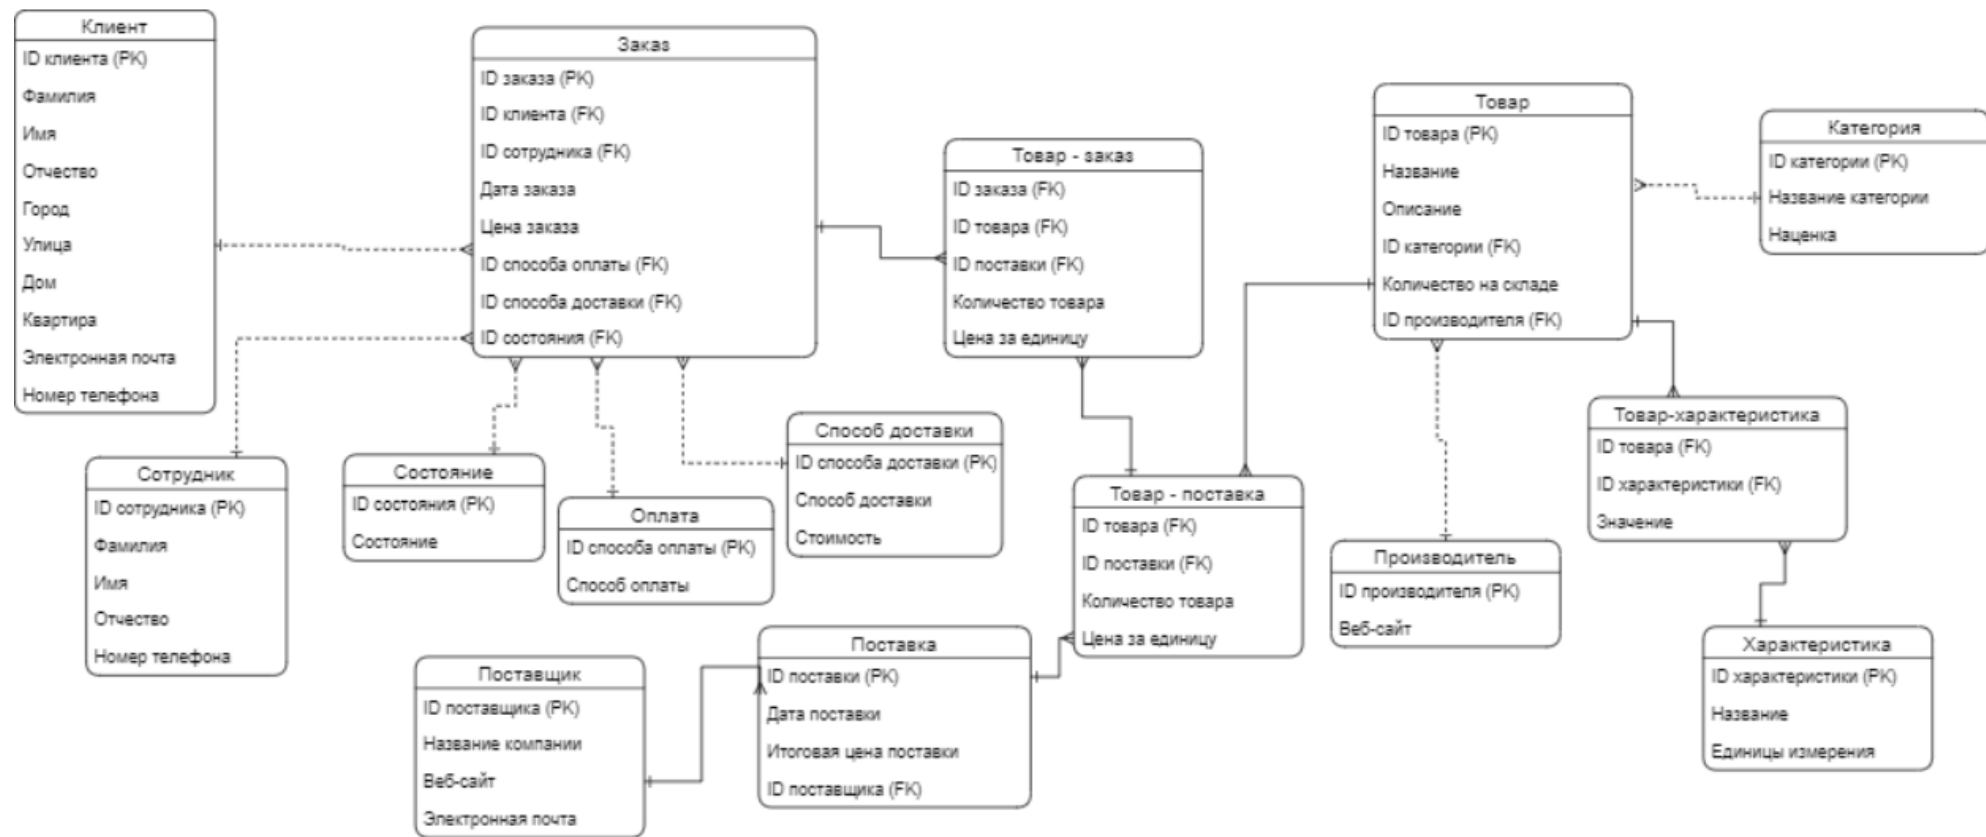 Клиент
ID клиента (PK)
Фамилия
Имя
Отчество
Город
Улица
Дом
Квартира
Электронная почта
Номер телефона
Заказ
ID заказа (PK)
ID клиента (FK)
ID сотрудника (FK)
Дата заказа
Цена заказа
ID способа оплаты (FK)
ID способа доставки (FK)
ID состояния (FK)
Товар - заказ
ID заказа (FK)
ID товара (FK)
ID поставки (FK)
Количество товара
Цена за единицу
Товар
ID товара (PK)
Название
Описание
ID категории (FK)
Количество на складе
ID производителя (FK)
Категория
ID категории (PK)
Название категории
Наценка
Сотрудник
ID сотрудника (PK)
Фамилия
Имя
Отчество
Номер телефона
Состояние
ID состояния (PK)
Состояние
Оплата
ID способа оплаты (PK)
Способ оплаты
Способ доставки
ID способа доставки (PK)
Способ доставки
Стоимость
Товар - поставка
ID товара (FK)
ID поставки (FK)
Количество товара
Цена за единицу
Производитель
ID производителя (PK)
Веб-сайт
Товар-характеристика
ID товара (FK)
ID характеристики (FK)
Значение
Поставщик
ID поставщика (PK)
Название компании
Веб-сайт
Электронная почта
Поставка
ID поставки (PK)
Дата поставки
Итоговая цена поставки
ID поставщика (FK)
Характеристика
ID характеристики (PK)
Название
Единицы измерения